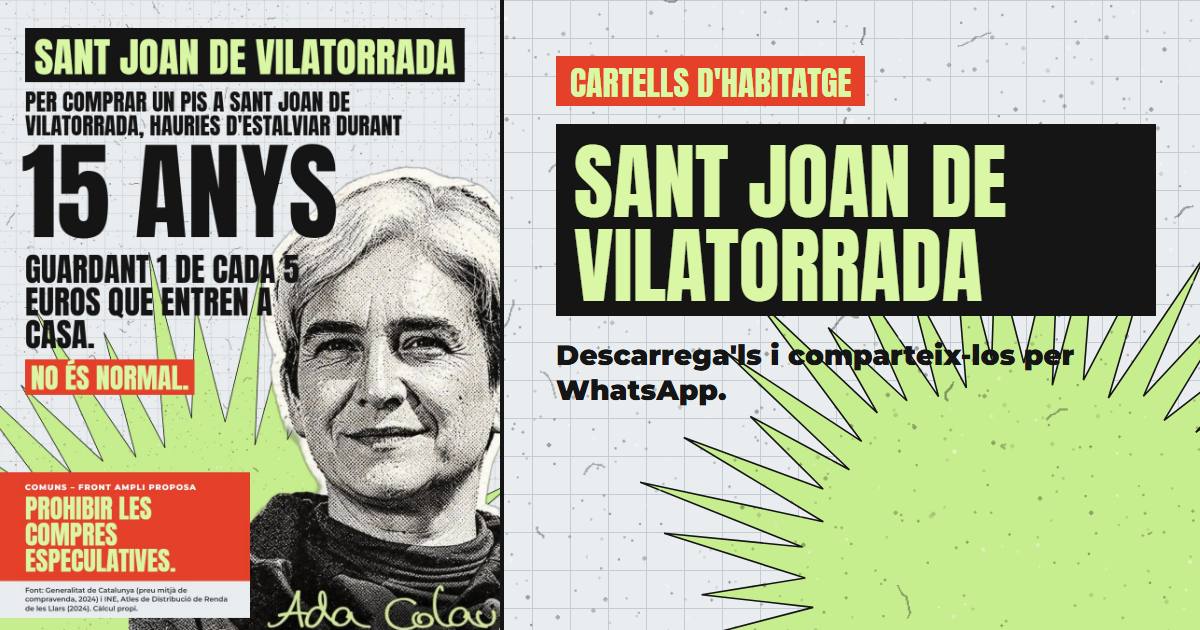 SANT JOAN DE VILATORRADA
PER COMPRAR UN PIS A SANT JOAN DE
VILATORRADA, HAURIES D'ESTALVIAR DURANT
15 ANYS
GUARDANT 1 DE CADA 5
EUROS QUE ENTREN A
CASA.
NO ÉS NORMAL.
COMUNS – FRONT AMPLI PROPOSA
PROHIBIR LES
COMPRES
ESPECULATIVES.
Font: Generalitat de Catalunya (preu mitjà de
compravenda, 2024) i INE, Atles de Distribució de Renda
de les Llars (2024). Càlcul propi.
Ada Colau
CARTELLS D'HABITATGE
SANT JOAN DE
VILATORRADA
Descarrega'ls i comparteix-los per
WhatsApp.